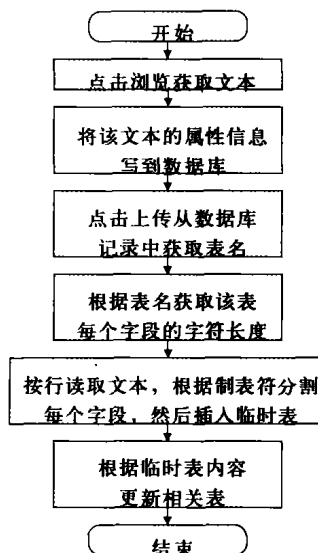 开始
点击浏览获取文本
将该文本的属性信息
写到数据库
点击上传从数据库
记录中获取表名
根据表名获取该表
每个字段的字符长度
按行读取文本，根据制表符分割
每个字段，然后插入临时表
根据临时表内容
更新相关表
结束